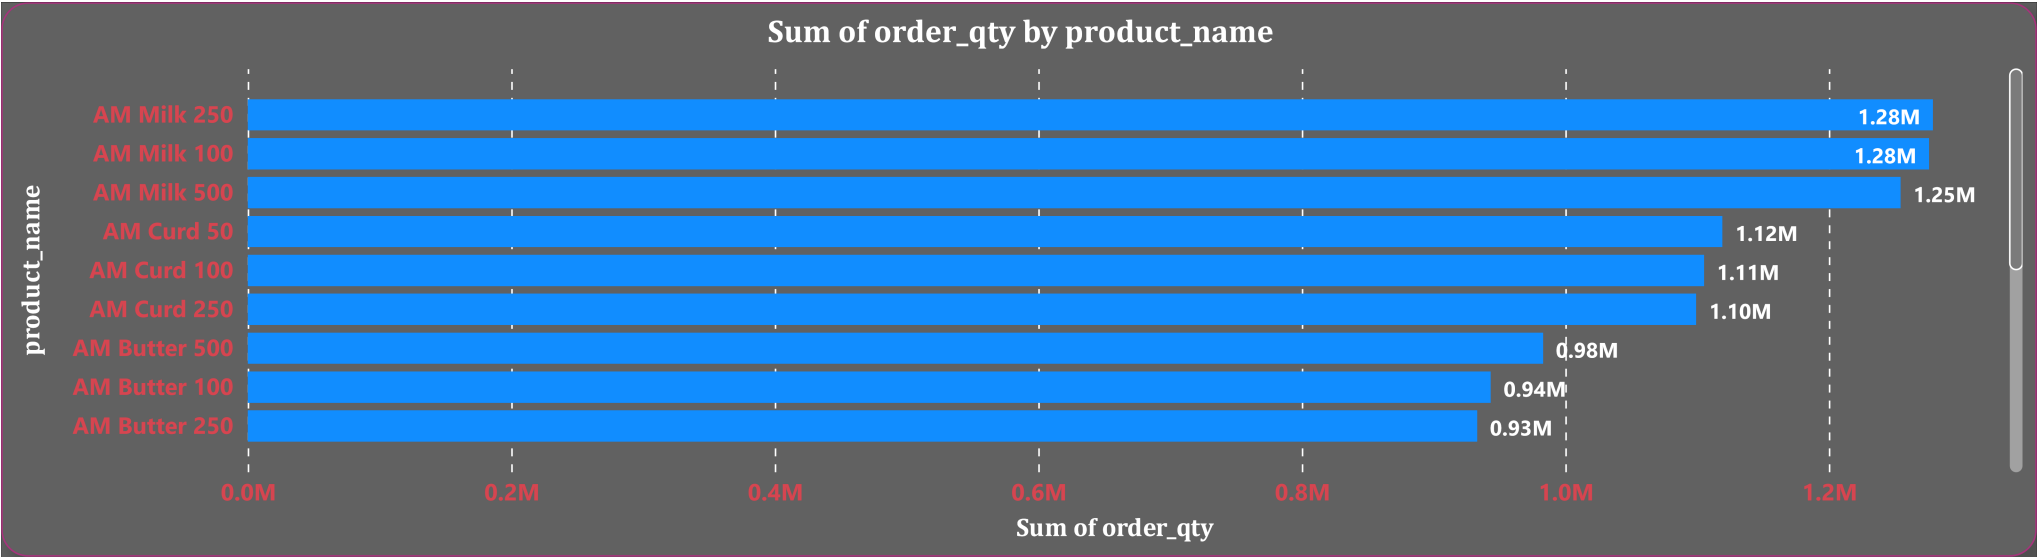 Sum of order_qty by product_name
product_name
AM Milk 250 1.28M
AM Milk 100 1.28M
AM Milk 500 1.25M
AM Curd 50 1.12M
AM Curd 100 1.11M
AM Curd 250 1.10M
AM Butter 500 0.98M
AM Butter 100 0.94M
AM Butter 250 0.93M
0.0M 0.2M 0.4M 0.6M 0.8M 1.0M 1.2M
Sum of order_qty